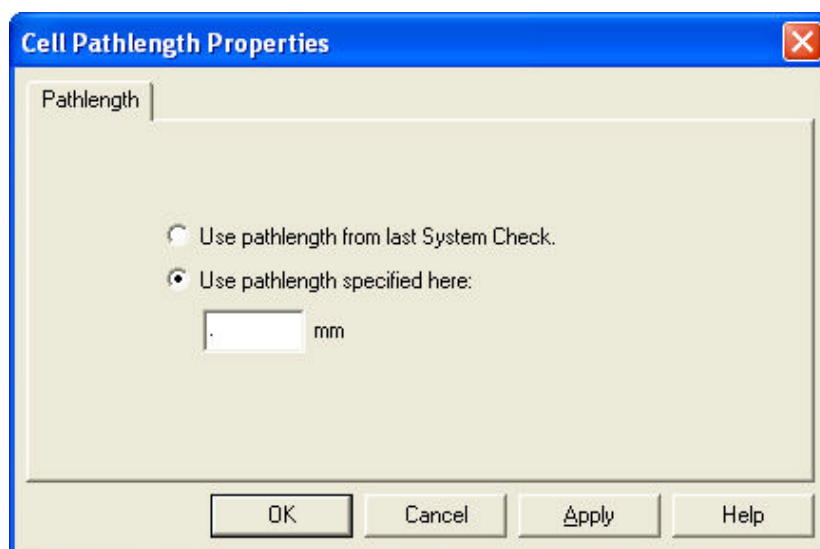 Cell Pathlength Properties
Pathlength
Use pathlength from last System Check.
Use pathlength specified here:
. mm
OK Cancel Apply Help